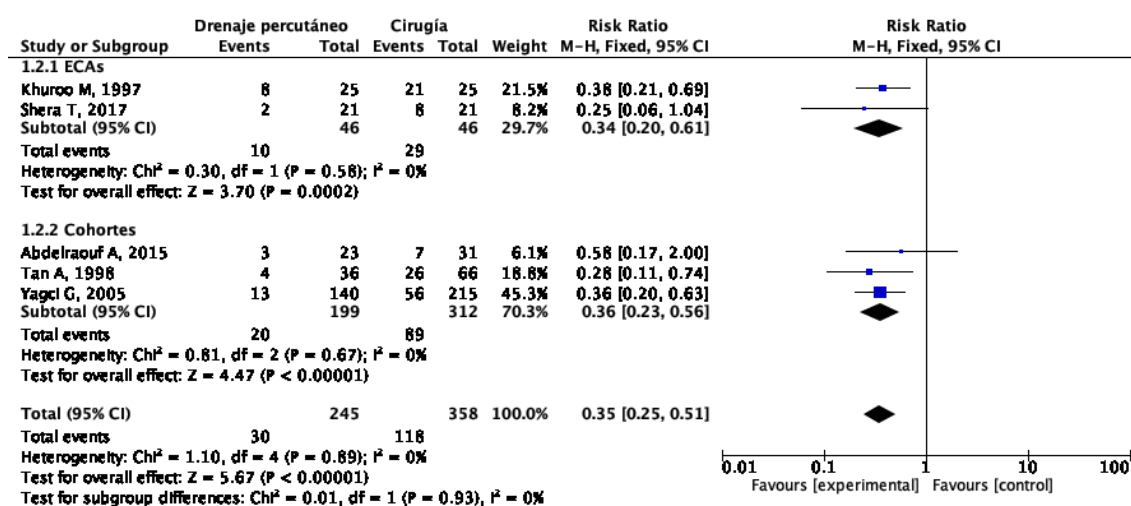 Drenaje percutáneo Cirugía Risk Ratio Risk Ratio
Study or Subgroup Events Total Events Total Weight M-H, Fixed, 95% CI M-H, Fixed, 95% CI
1.2.1 ECAs
Khuroo M, 1997 8 25 21 25 21.5% 0.38 [0.21, 0.69]
Shera T, 2017 2 21 8 21 8.2% 0.25 [0.06, 1.04]
Subtotal (95% CI) 46 46 29.7% 0.34 [0.20, 0.61]
Total events 10 29
Heterogeneity: Chi² = 0.30, df = 1 (P = 0.58); I² = 0%
Test for overall effect: Z = 3.70 (P = 0.0002)
1.2.2 Cohortes
Abdelraouf A, 2015 3 23 7 31 6.1% 0.58 [0.17, 2.00]
Tan A, 1998 4 36 26 66 18.8% 0.28 [0.11, 0.74]
Yagci G, 2005 13 140 56 215 45.3% 0.36 [0.20, 0.63]
Subtotal (95% CI) 199 312 70.3% 0.36 [0.23, 0.56]
Total events 20 89
Heterogeneity: Chi² = 0.81, df = 2 (P = 0.67); I² = 0%
Test for overall effect: Z = 4.47 (P < 0.00001)
Total (95% CI) 245 358 100.0% 0.35 [0.25, 0.51]
Total events 30 118
Heterogeneity: Chi² = 1.10, df = 4 (P = 0.89); I² = 0%
Test for overall effect: Z = 5.67 (P < 0.00001)
Test for subgroup differences: Chi² = 0.01, df = 1 (P = 0.93), I² = 0%
0.01 0.1 1 10 100
Favours [experimental] Favours [control]